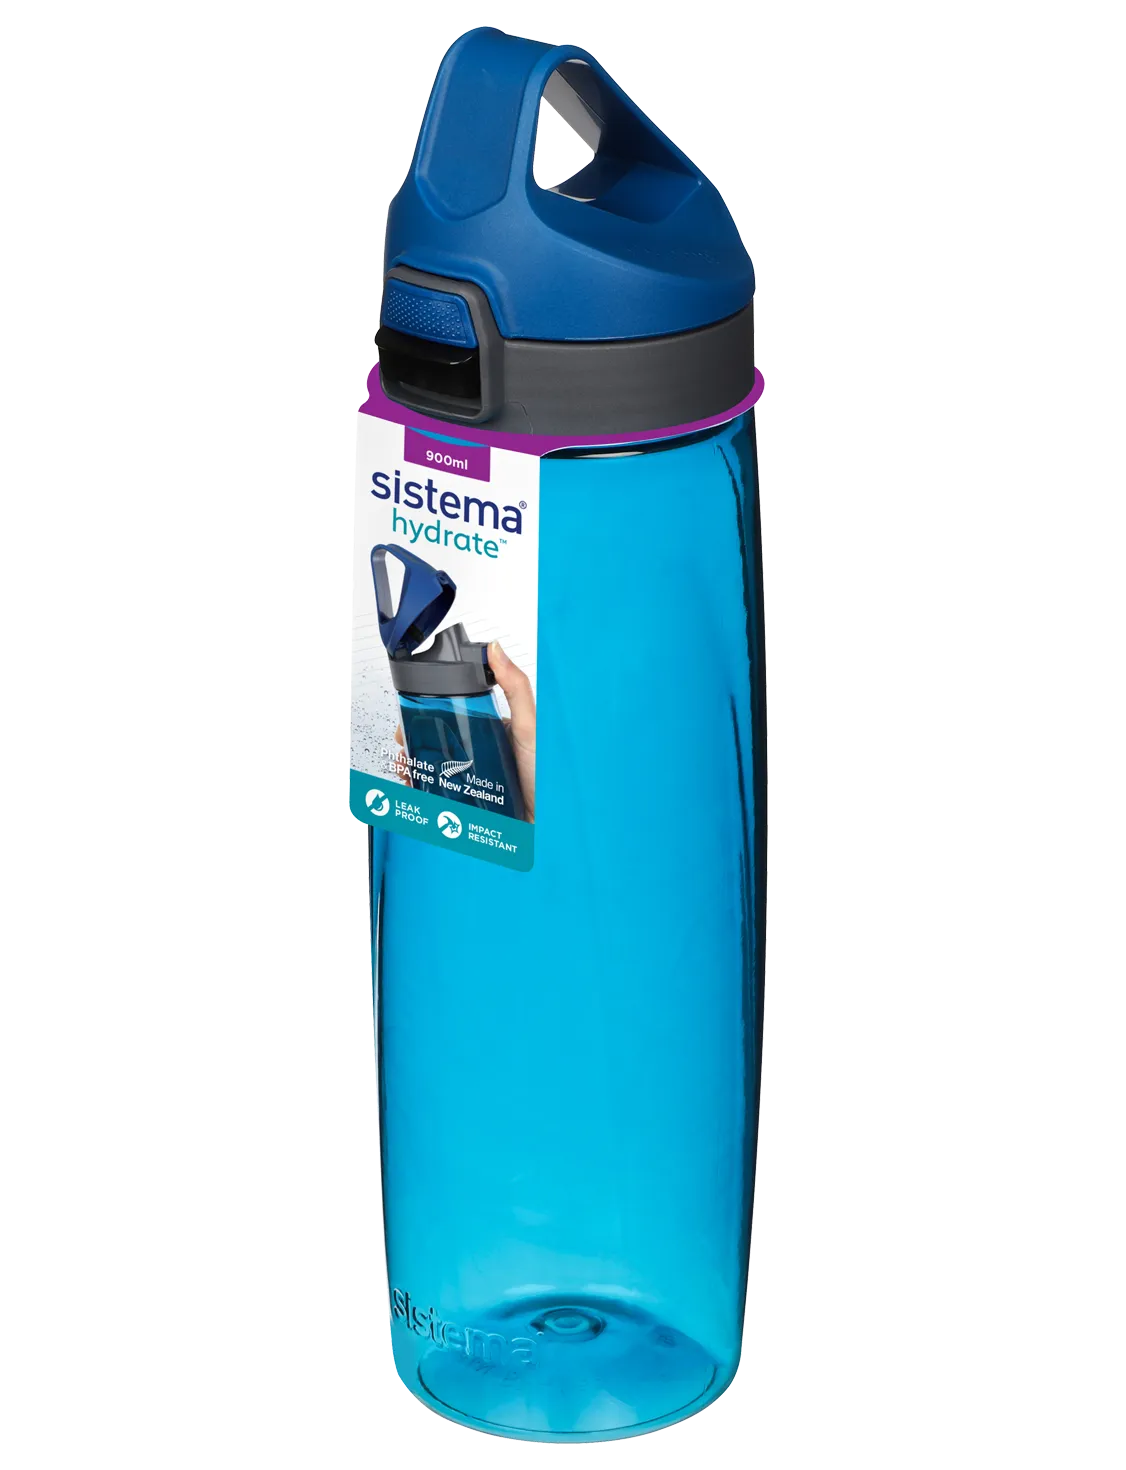 900ml
sistema®
hydrate™
Phthalate
& BPA free
Made in
New Zealand
LEAK
PROOF
IMPACT
RESISTANT
sistema